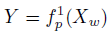 Y = f_p^1(X_w)